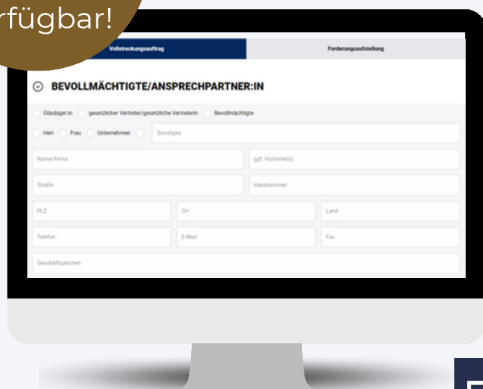 rfügbar!
Vollstreckungsauftrag Forderungsaufstellung
BEVOLLMÄCHTIGTE/ANSPRECHPARTNER:IN
Gläubiger:in gesetzlicher Vertreter/gesetzliche Vertreterin Bevollmächtigte
Herr Frau Unternehmen Sonstiges
Name/Firma ggf. Vorname(n)
Straße Hausnummer
PLZ Ort Land
Telefon E-Mail Fax
Geschäftszeichen